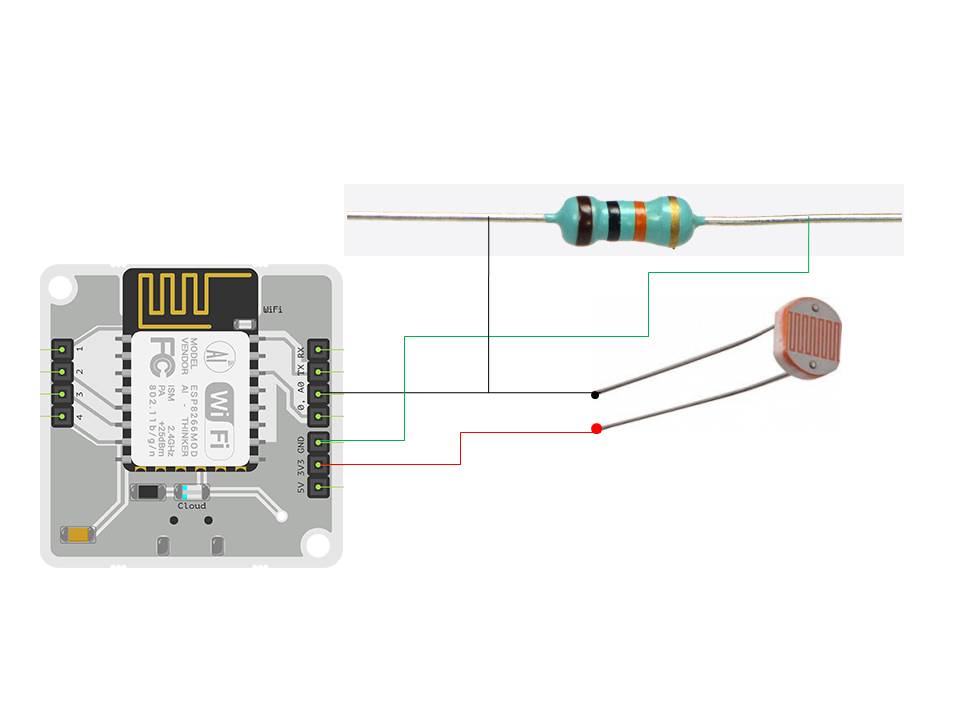 WiFi
1
2
3
4
MODEL
VENDOR
ESP8266MOD
AI - THINKER
ISM 2.4GHz
PA +25dBm
802.11b/g/n
FC
AI
Wi Fi
RX
TX
A0
0,
GND
3V3
5V
Cloud